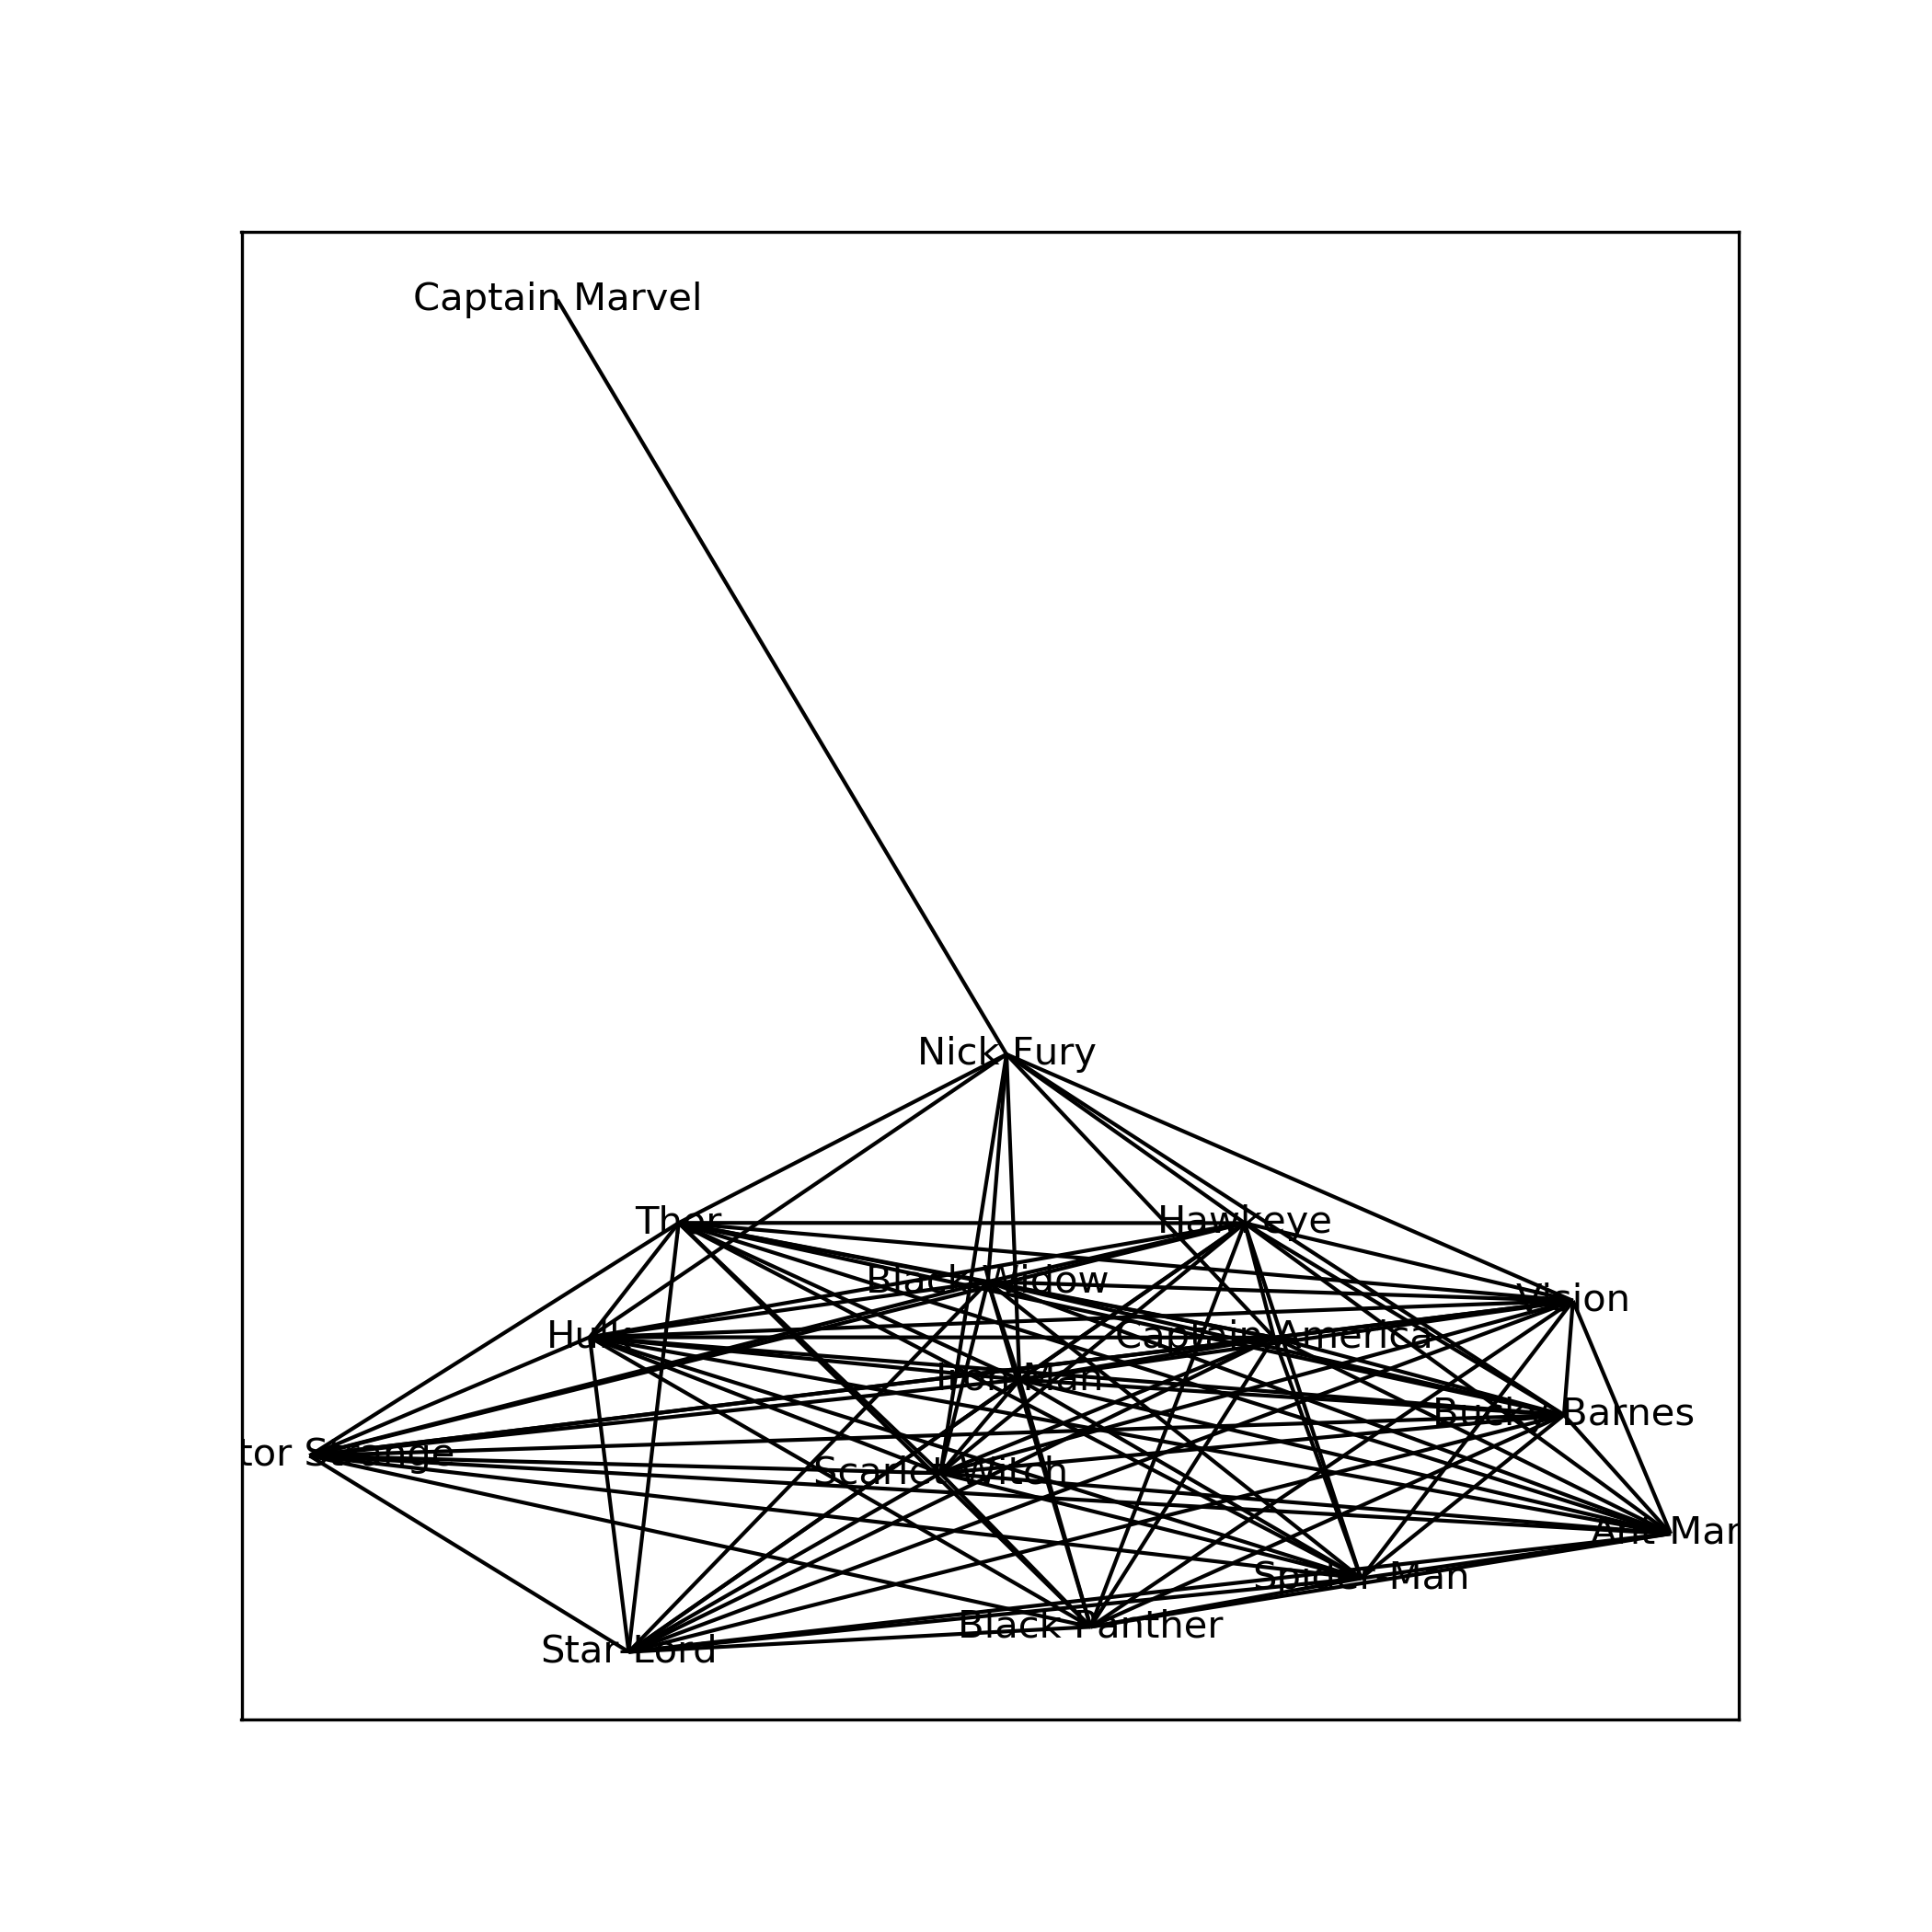 Captain Marvel
Nick Fury
Thor
Hawkeye
Black Widow
Vision
Hulk
Captain America
Iron Man
Bucky Barnes
tor Strange
Scarlet Witch
Ant-Man
Spider-Man
Black Panther
Star-Lord